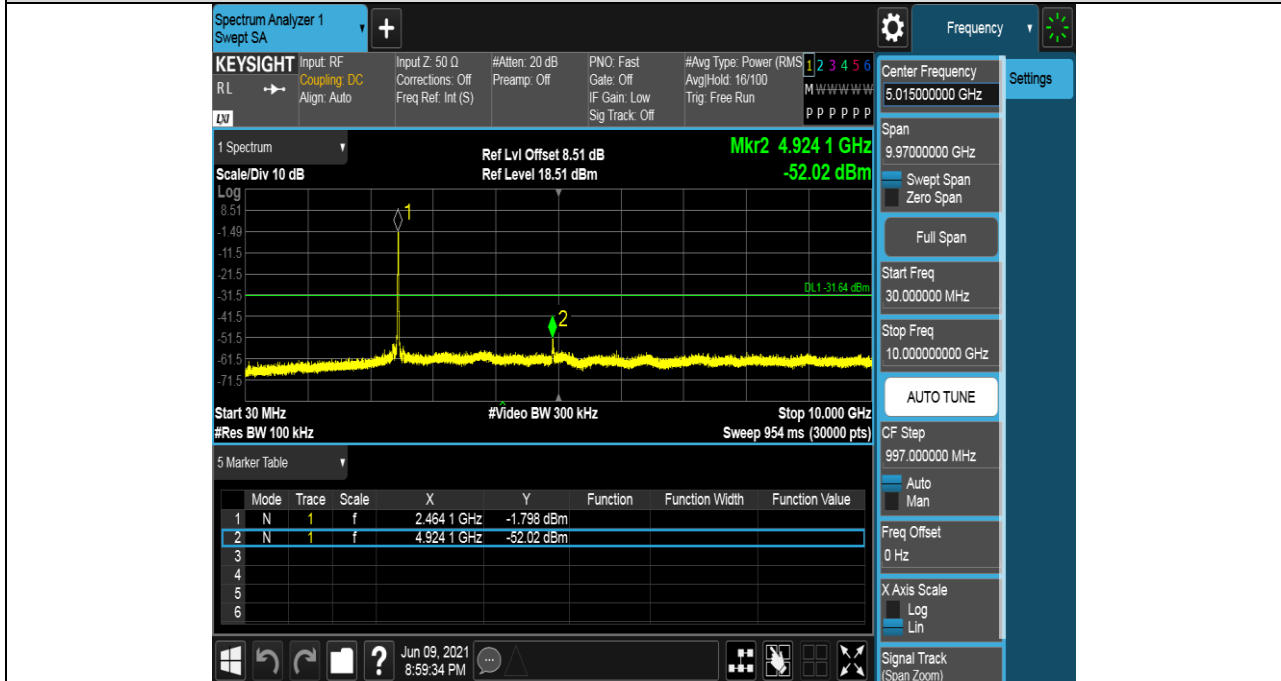 Spectrum Analyzer 1
Swept SA
+
Frequency
KEYSIGHT
RL
LXI
Input: RF
Coupling: DC
Align: Auto
Input Z: 50 Ω
Corrections: Off
Freq Ref: Int (S)
#Atten: 20 dB
Preamp: Off
PNO: Fast
Gate: Off
IF Gain: Low
Sig Track: Off
#Avg Type: Power (RMS
Avg|Hold: 16/100
Trig: Free Run
1 2 3 4 5 6
M W W W W W
P P P P P P
1 Spectrum
Scale/Div 10 dB
Ref Lvl Offset 8.51 dB
Ref Level 18.51 dBm
Mkr2 4.924 1 GHz
-52.02 dBm
Log
8.51
-1.49
-11.5
-21.5
-31.5
-41.5
-51.5
-61.5
-71.5
1
2
DL1 -31.64 dBm
Start 30 MHz
#Video BW 300 kHz
Stop 10.000 GHz
#Res BW 100 kHz
Sweep 954 ms (30000 pts)
5 Marker Table
Mode Trace Scale X Y Function Function Width Function Value
1 N 1 f 2.464 1 GHz -1.798 dBm
2 N 1 f 4.924 1 GHz -52.02 dBm
3
4
5
6
?
Jun 09, 2021
8:59:34 PM
Center Frequency
5.015000000 GHz
Span
9.97000000 GHz
Swept Span
Zero Span
Full Span
Start Freq
30.000000 MHz
Stop Freq
10.000000000 GHz
AUTO TUNE
CF Step
997.000000 MHz
Auto
Man
Freq Offset
0 Hz
X Axis Scale
Log
Lin
Signal Track
(Span Zoom)
Settings